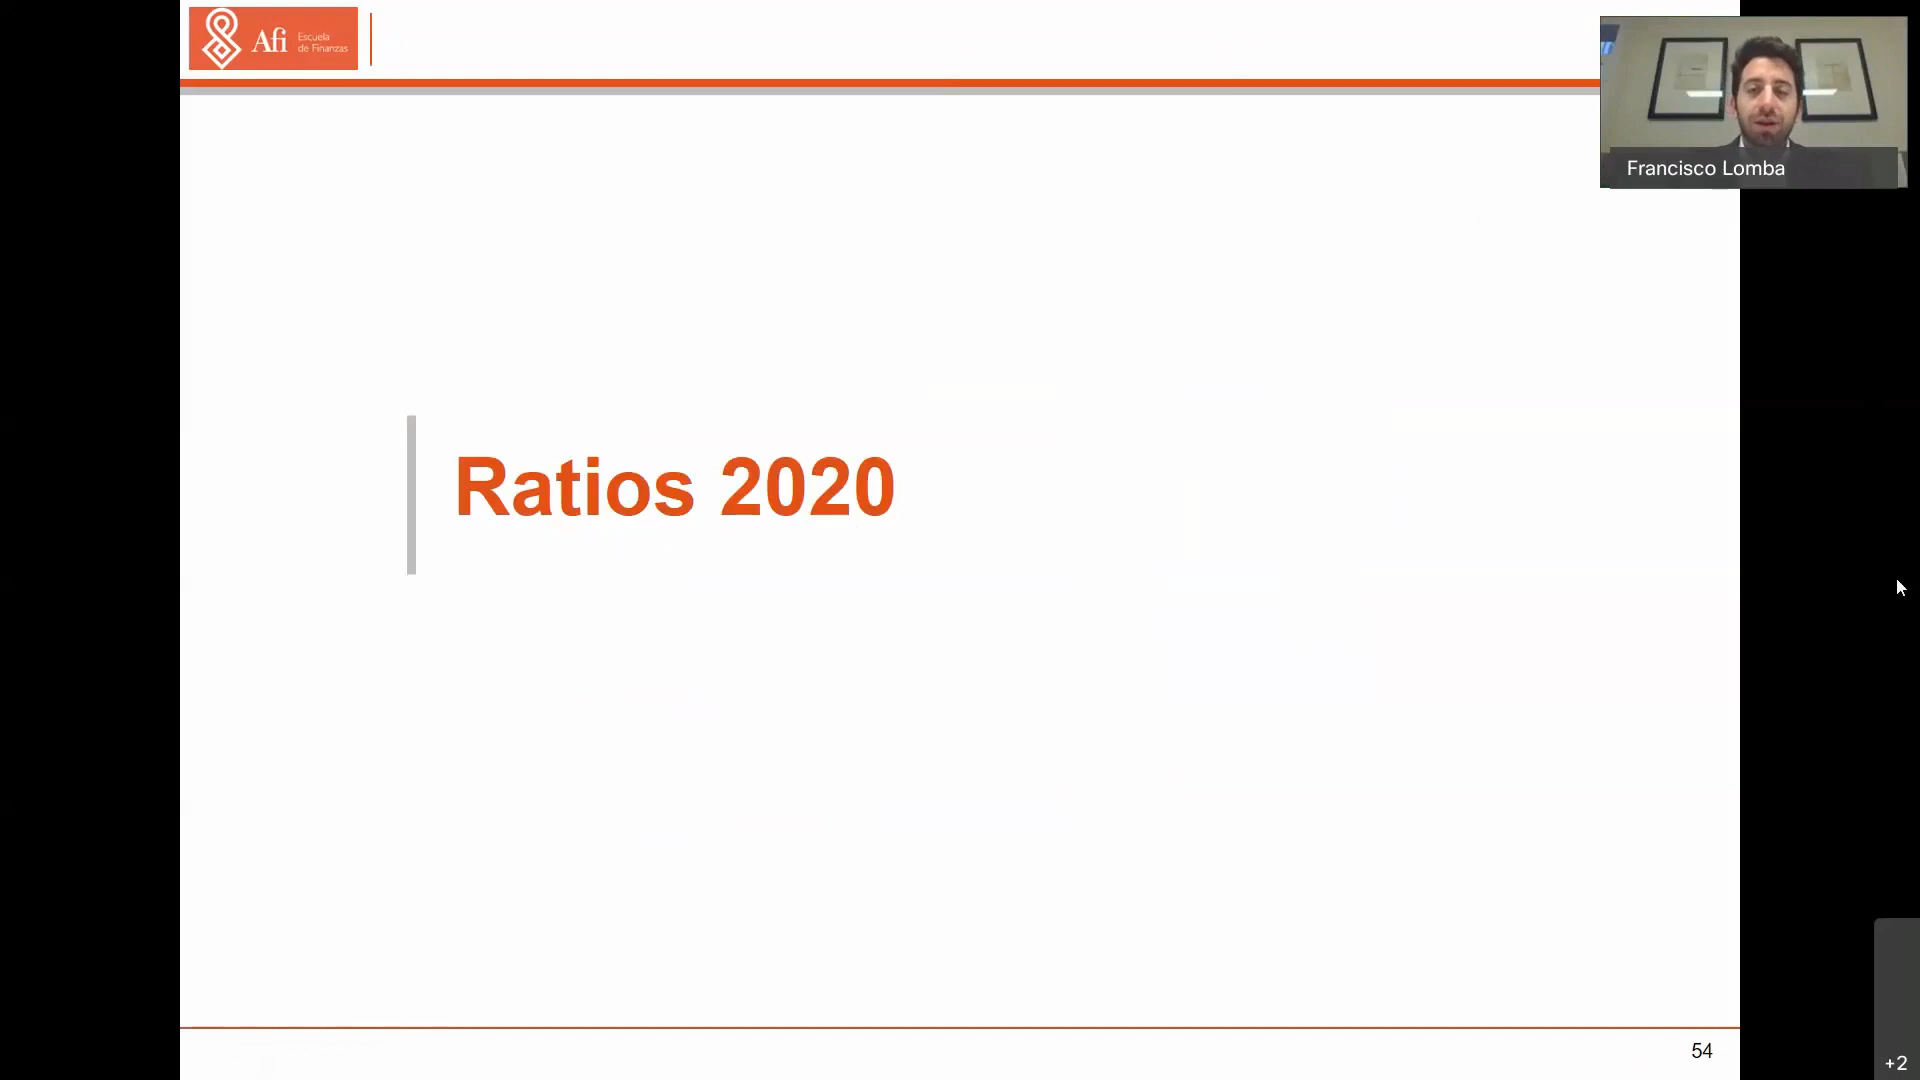 Afi
Escuela
de Finanzas
Francisco Lomba
Ratios 2020
54
+2